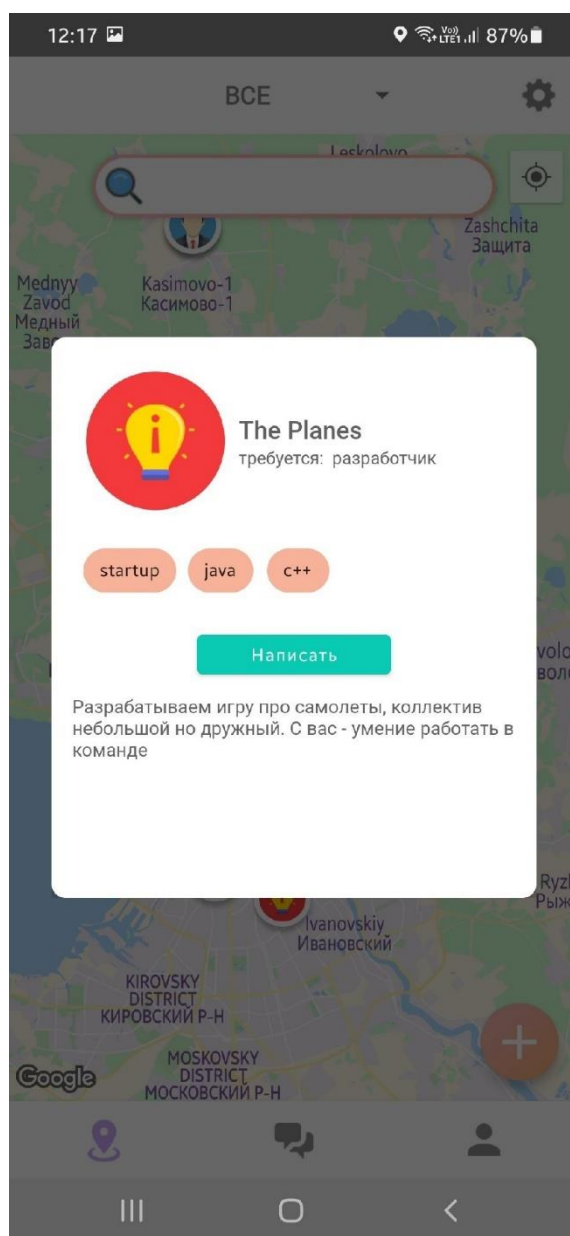 12:17
Vo))
LTE1
87%
ВСЕ
Leskolovo
Zashchita
Защита
Mednyy
Zavod
Медный
Kasimovo-1
Касимово-1
The Planes
требуется: разработчик
startup java c++
Написать
Разрабатываем игру про самолеты, коллектив
небольшой но дружный. С вас - умение работать в
команде
Ivanovskiy
Ивановский
KIROVSKY
DISTRICT
КИРОВСКИЙ Р-Н
MOSKOVSKY
DISTRICT
МОСКОВСКИЙ Р-Н
Google